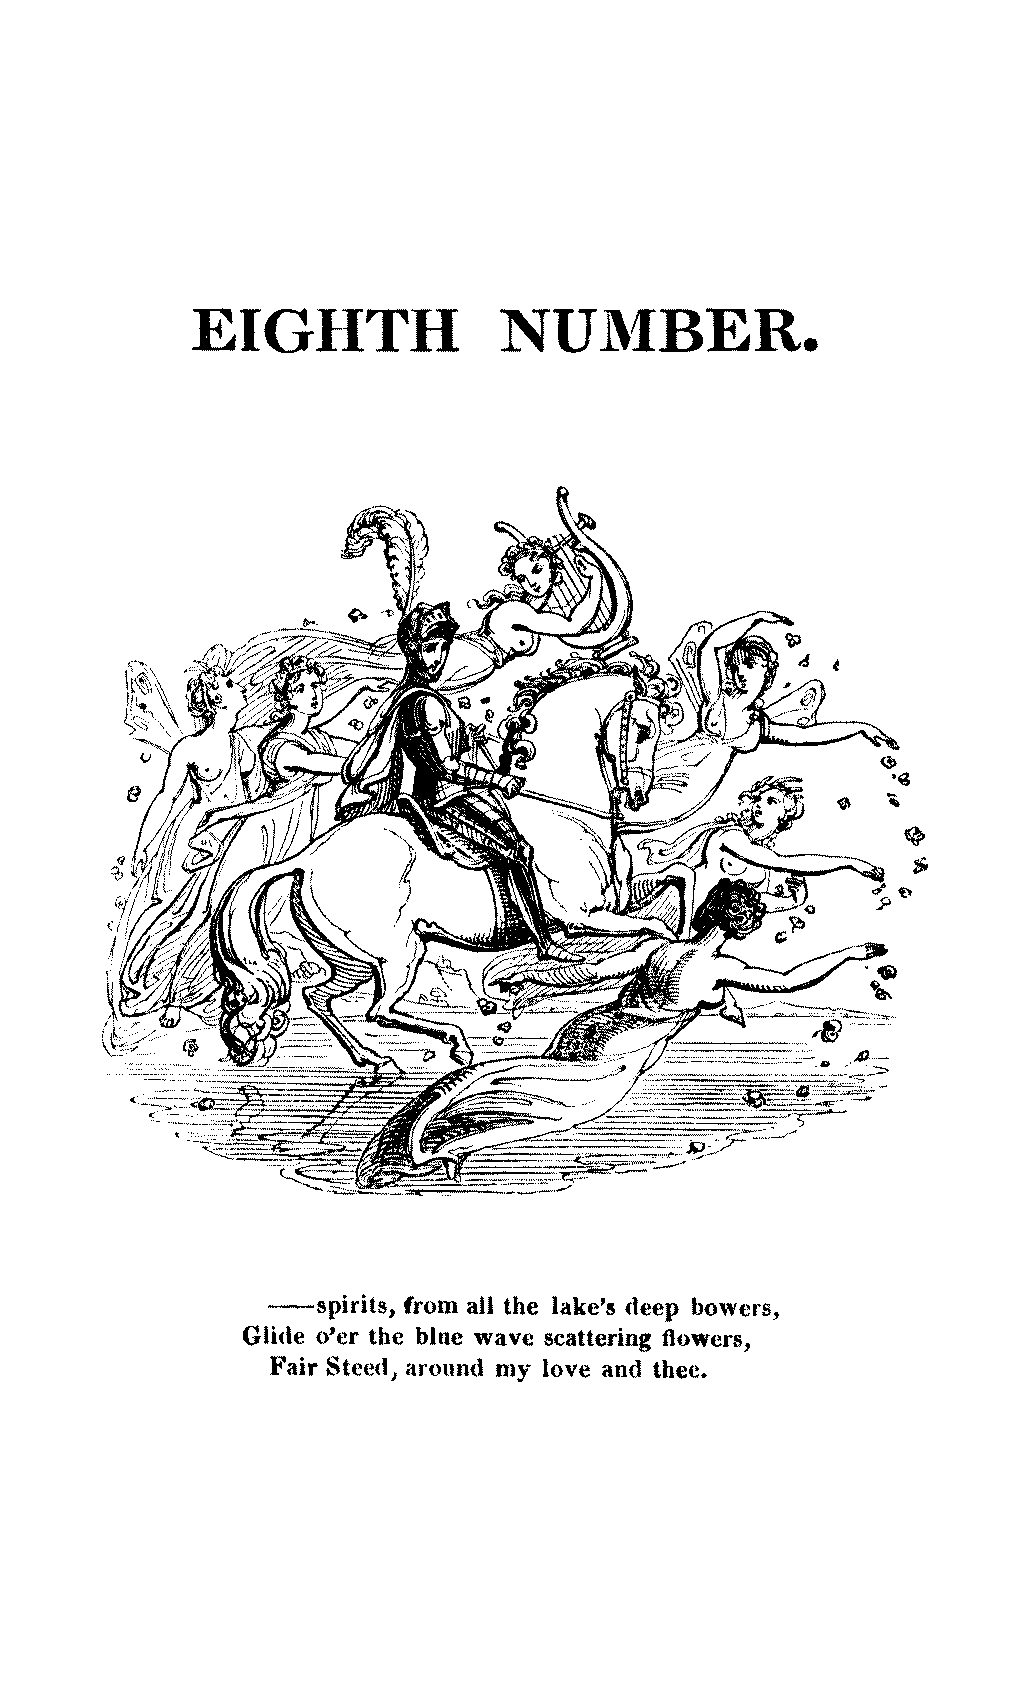 EIGHTH NUMBER.
——spirits, from all the lake's deep bowers,
Glide o'er the blue wave scattering flowers,
Fair Steed, around my love and thee.